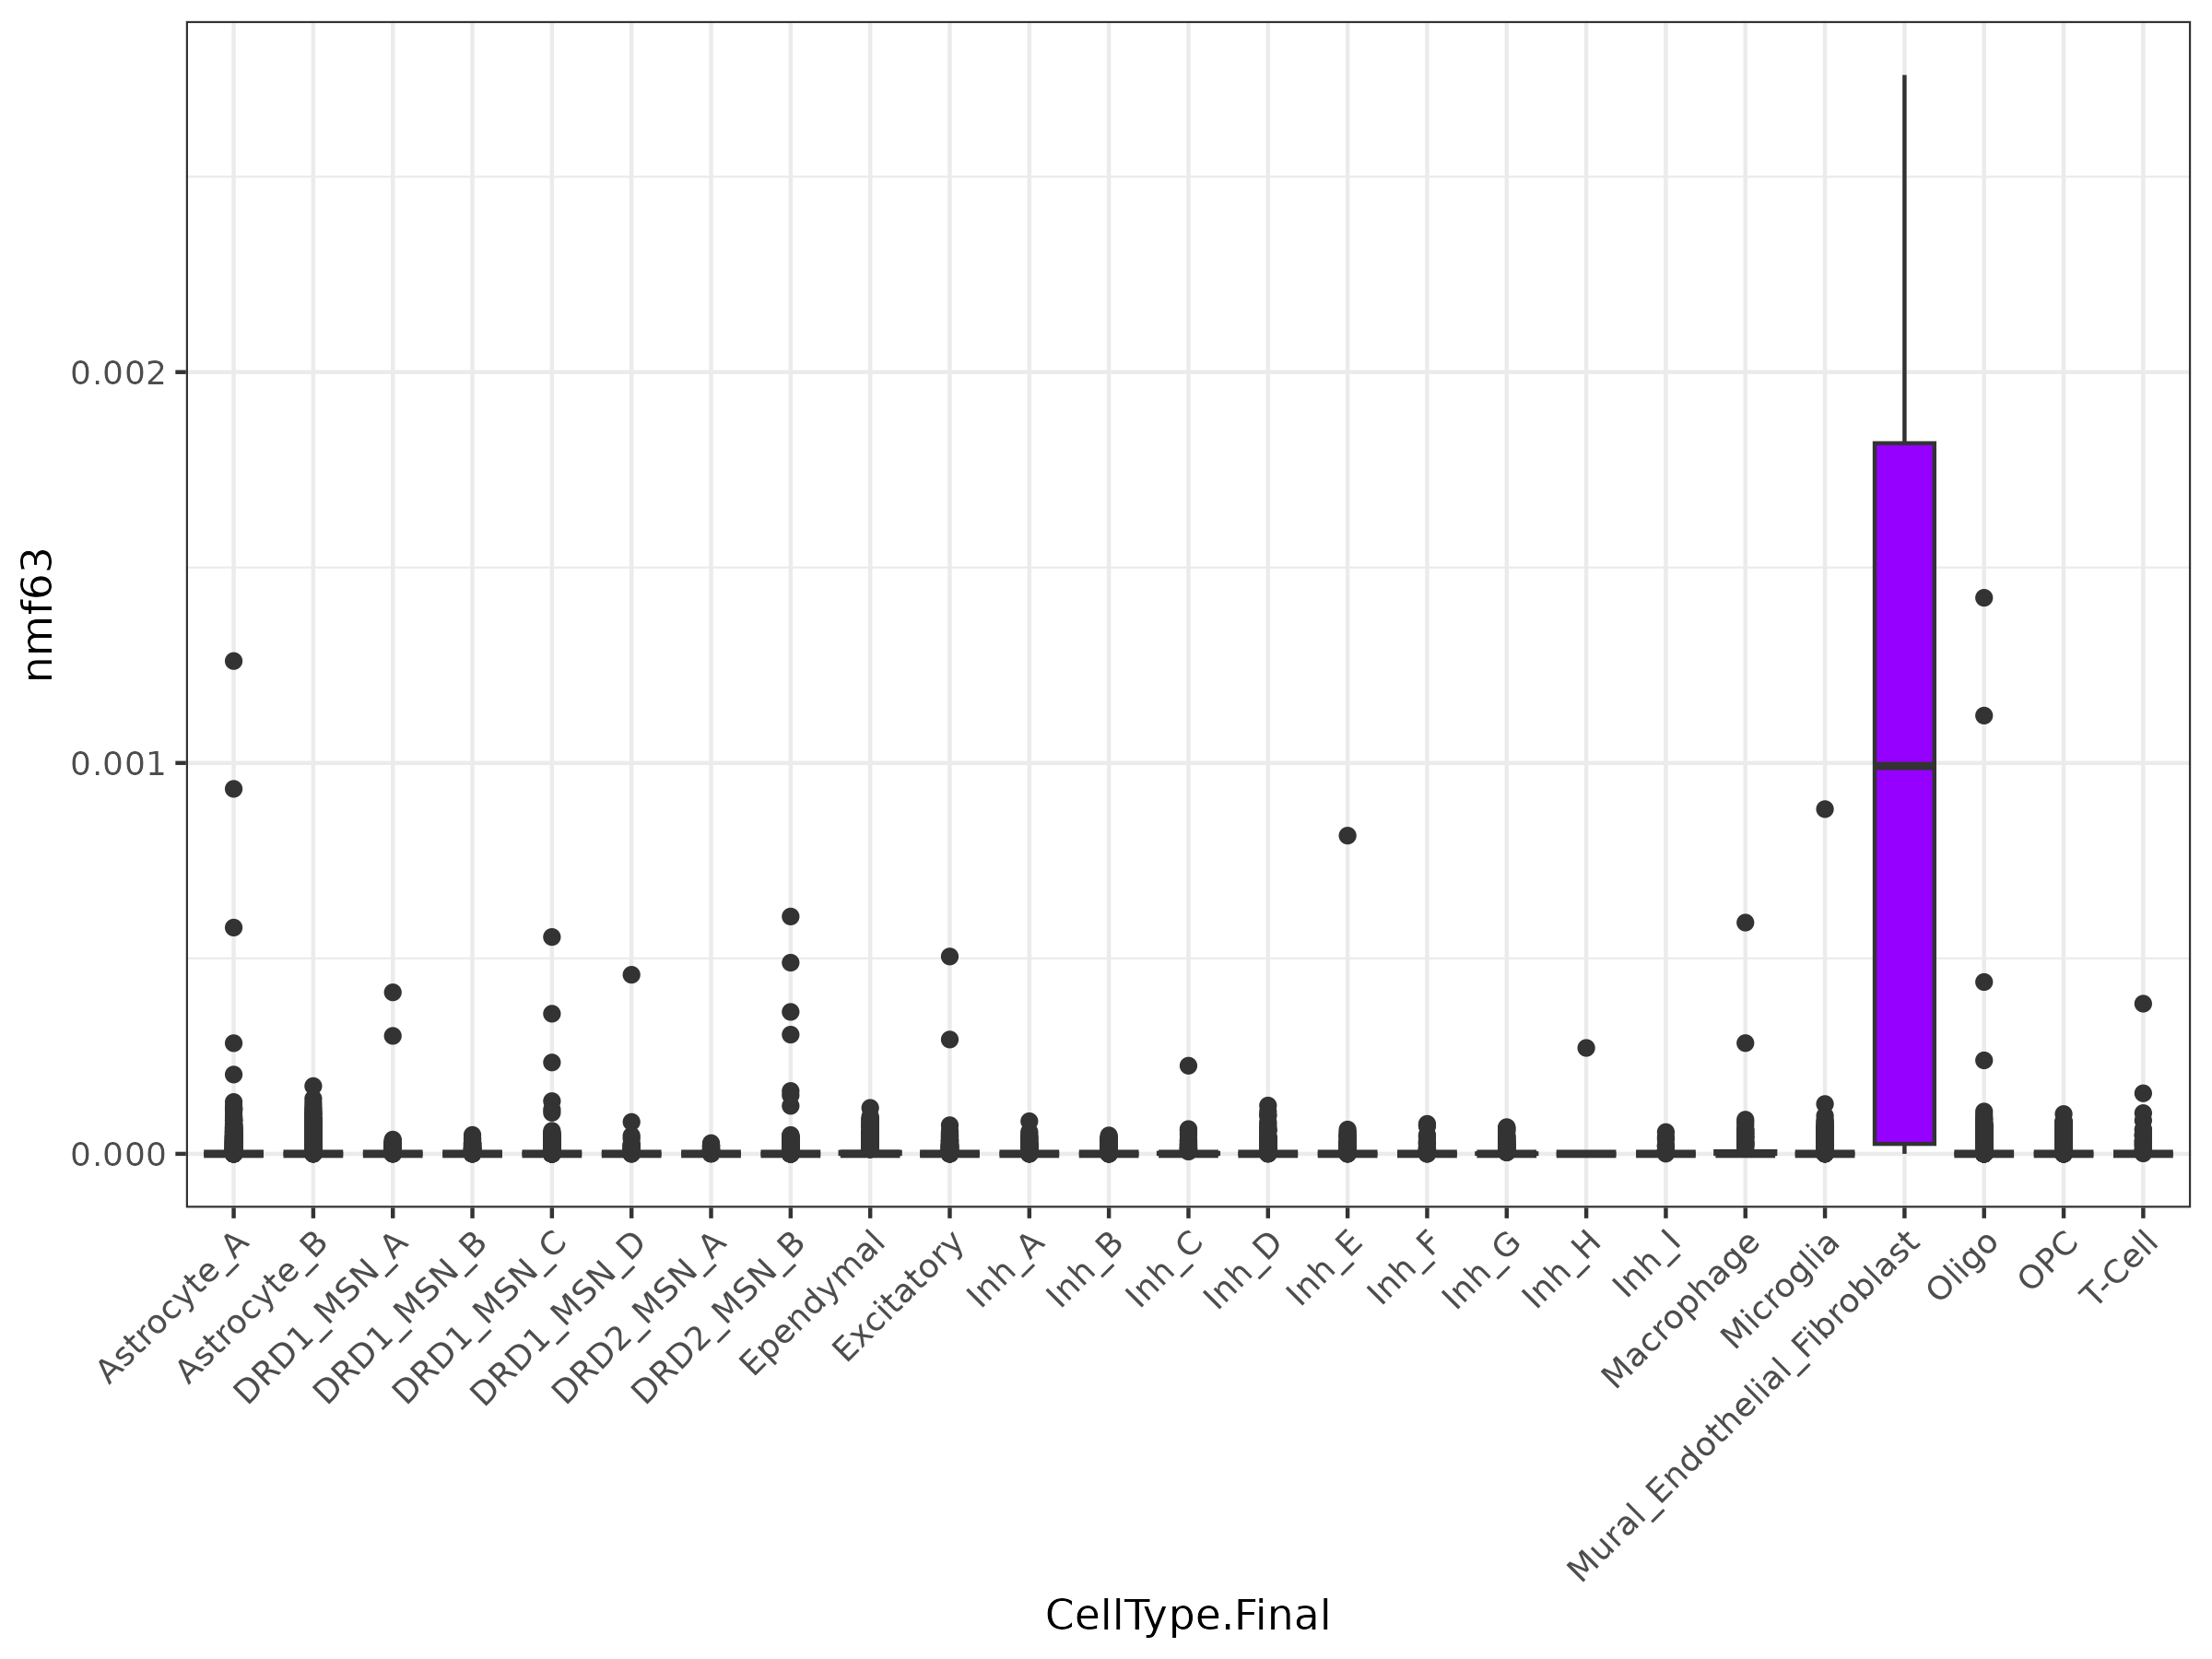 nmf63
0.002
0.001
0.000
Astrocyte_A
Astrocyte_B
DRD1_MSN_A
DRD1_MSN_B
DRD1_MSN_C
DRD1_MSN_D
DRD2_MSN_A
DRD2_MSN_B
Ependymal
Excitatory
Inh_A
Inh_B
Inh_C
Inh_D
Inh_E
Inh_F
Inh_G
Inh_H
Inh_I
Macrophage
Microglia
Mural_Endothelial_Fibroblast
Oligo
OPC
T-Cell
CellType.Final